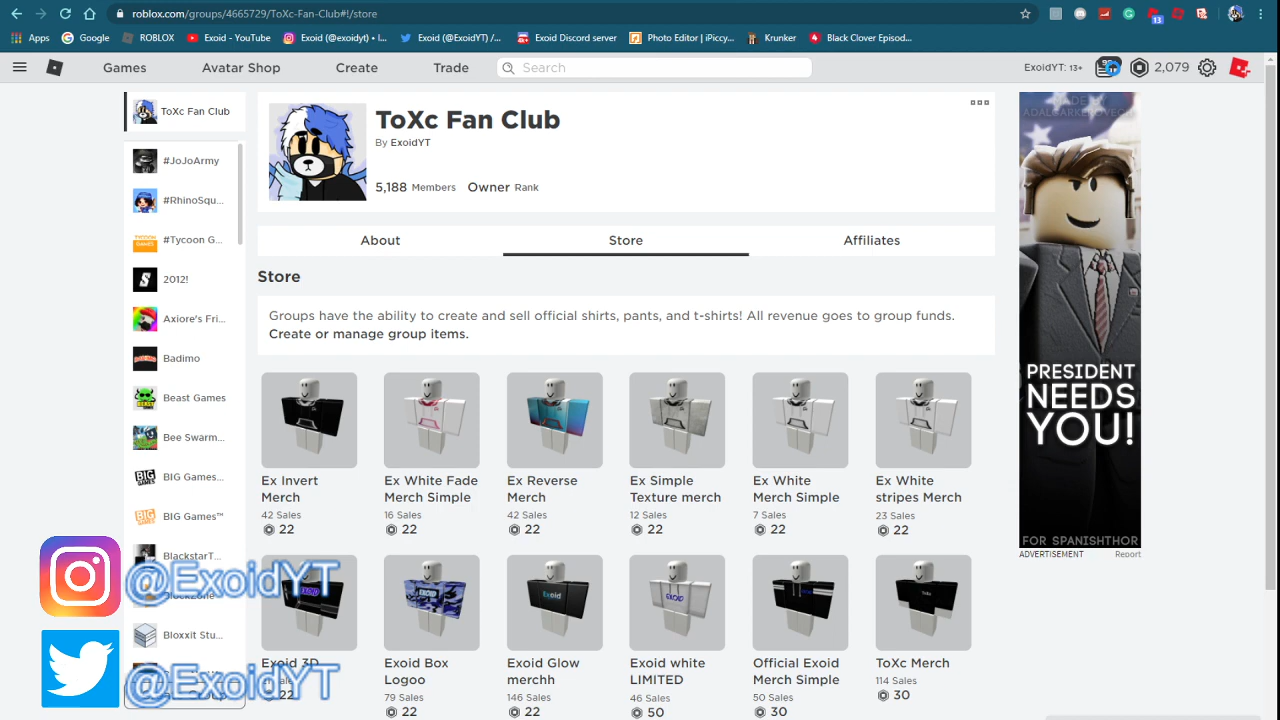 roblox.com/groups/4665729/ToXc-Fan-Club#!/store
13
Apps Google ROBLOX Exoid - YouTube Exoid (@exoidyt) • I... Exoid (@ExoidYT) /... Exoid Discord server Photo Editor | iPiccy... Krunker Black Clover Episod...
Games Avatar Shop Create Trade Search ExoidYT: 13+ 2,079
ToXc Fan Club
#JoJoArmy
#RhinoSqu...
#Tycoon G...
2012!
Axiore's Fri...
Badimo
Beast Games
Bee Swarm...
BIG Games...
BIG Games™
BlackstarT...
Bloxxit Stu...
ToXc Fan Club
By ExoidYT
5,188 Members Owner Rank
About Store Affiliates
Store
Groups have the ability to create and sell official shirts, pants, and t-shirts! All revenue goes to group funds.
Create or manage group items.
Ex Invert
Merch
42 Sales
22
Ex White Fade
Merch Simple
16 Sales
22
Ex Reverse
Merch
42 Sales
22
Ex Simple
Texture merch
12 Sales
22
Ex White
Merch Simple
7 Sales
22
Ex White
stripes Merch
23 Sales
22
Exoid 3D
22
Exoid Box
Logoo
79 Sales
22
Exoid
Exoid Glow
merchh
146 Sales
22
EXOID
Exoid white
LIMITED
46 Sales
50
Official Exoid
Merch Simple
50 Sales
30
ToXc
ToXc Merch
114 Sales
30
MADE BY
PRESIDENT
NEEDS
YOU!
FOR SPANISHTHOR
ADVERTISEMENT Report
@ExoidYT
@ExoidYT